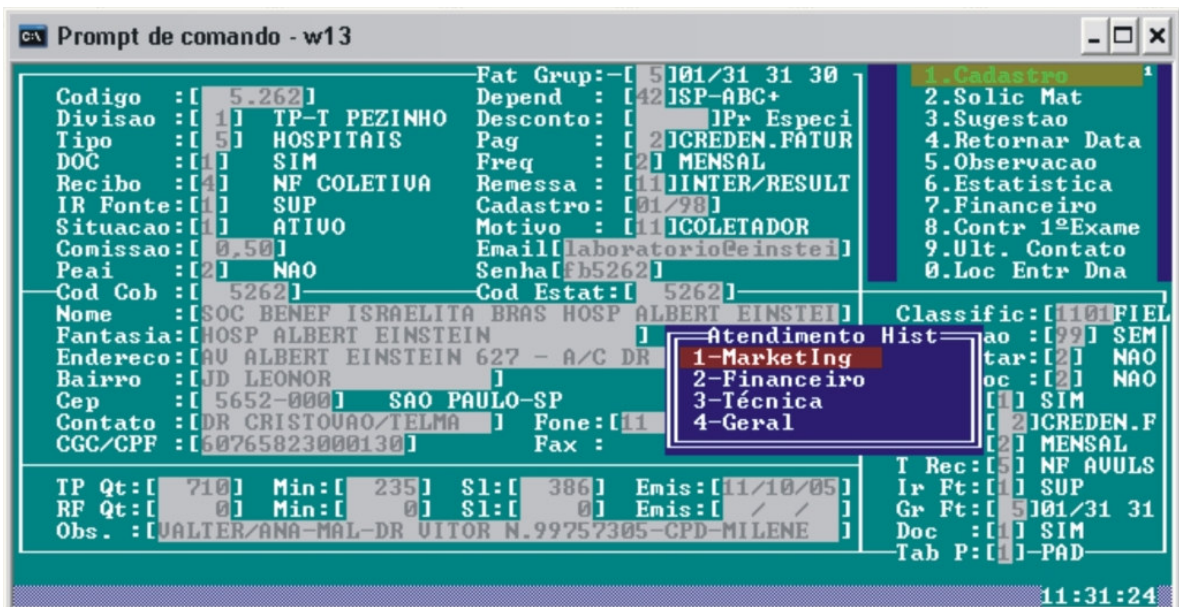 Prompt de comando - w13
Fat Grup:-[ 5]01/31 31 30
Codigo :[ 5.262] Depend : [42]SP-ABC+
Divisao :[ 1] TP-T PEZINHO Desconto: [ ]Pr Especi
Tipo :[ 5] HOSPITAIS Pag : [ 2]CREDEN.FATUR
DOC :[1] SIM Freq : [2] MENSAL
Recibo :[4] NF COLETIVA Remessa : [11]INTER/RESULT
IR Fonte:[1] SUP Cadastro: [01/98]
Situacao:[1] ATIVO Motivo : [11]COLETADOR
Comissao:[ 0,50] Email[laboratorio@einstei]
Peai :[2] NAO Senha[fb5262]
Cod Cob :[ 5262] Cod Estat:[ 5262]
Nome :[SOC BENEF ISRAELITA BRAS HOSP ALBERT EINSTEI]
Fantasia:[HOSP ALBERT EINSTEIN ]
Endereco:[AV ALBERT EINSTEIN 627 - A/C DR
Bairro :[JD LEONOR ]
Cep :[ 5652-000] SAO PAULO-SP
Contato :[DR CRISTOVAO/TELMA ] Fone:[11
CGC/CPF :[60765823000130] Fax :
TP Qt:[ 710] Min:[ 235] Sl:[ 386] Emis:[11/10/05]
RF Qt:[ 0] Min:[ 0] Sl:[ 0] Emis:[ / / ]
Obs. :[VALTER/ANA-MAL-DR VITOR N.99757305-CPD-MILENE ]
1.Cadastro 1
2.Solic Mat
3.Sugestao
4.Retornar Data
5.Observacao
6.Estatistica
7.Financeiro
8.Contr 1ºExame
9.Ult. Contato
0.Loc Entr Dna
Atendimento Hist
1-MarketIng
2-Financeiro
3-Técnica
4-Geral
Classific:[1101FIEL
ao :[99] SEM
tar:[2] NAO
oc :[2] NAO
[1] SIM
[ 2]CREDEN.F
[2] MENSAL
T Rec:[5] NF AVULS
Ir Ft:[1] SUP
Gr Ft:[ 5]01/31 31
Doc :[1] SIM
Tab P:[1]-PAD
11:31:24